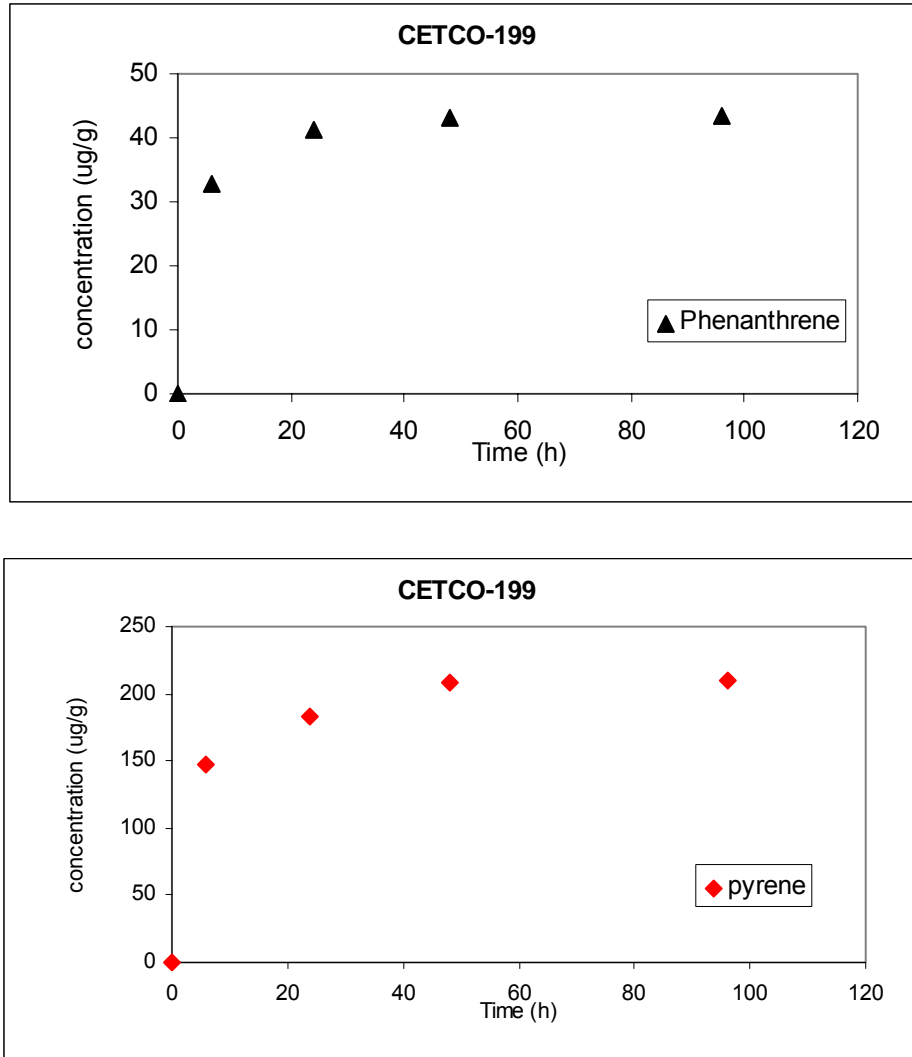 CETCO-199
50
40
30
20
10
0
concentration (ug/g)
Phenanthrene
0 20 40 60 80 100 120
Time (h)
CETCO-199
250
200
150
100
50
0
concentration (ug/g)
pyrene
0 20 40 60 80 100 120
Time (h)